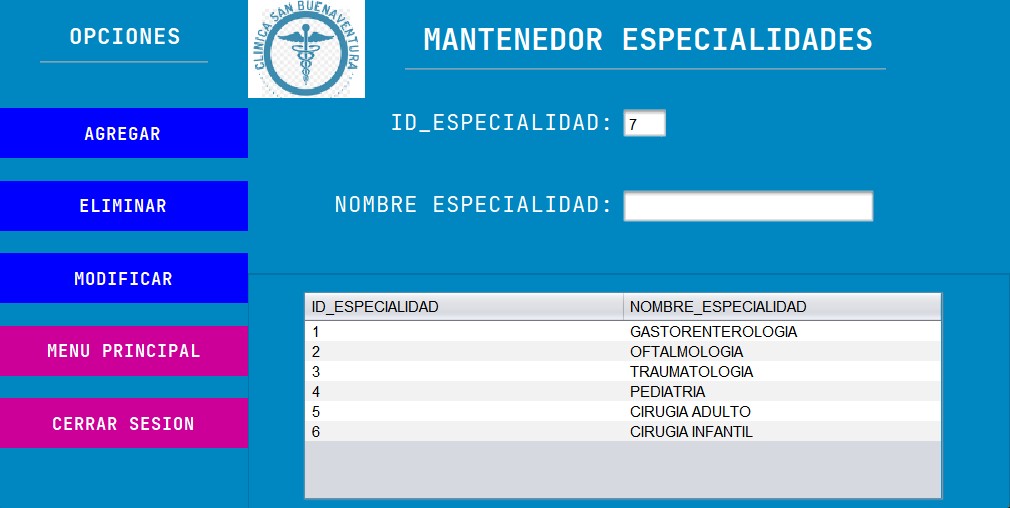 OPCIONES
AGREGAR
ELIMINAR
MODIFICAR
MENU PRINCIPAL
CERRAR SESION
CLINICA SAN BUENAVENTURA
MANTENEDOR ESPECIALIDADES
ID_ESPECIALIDAD: 7
NOMBRE ESPECIALIDAD:
ID_ESPECIALIDAD NOMBRE_ESPECIALIDAD
1 GASTORENTEROLOGIA
2 OFTALMOLOGIA
3 TRAUMATOLOGIA
4 PEDIATRIA
5 CIRUGIA ADULTO
6 CIRUGIA INFANTIL